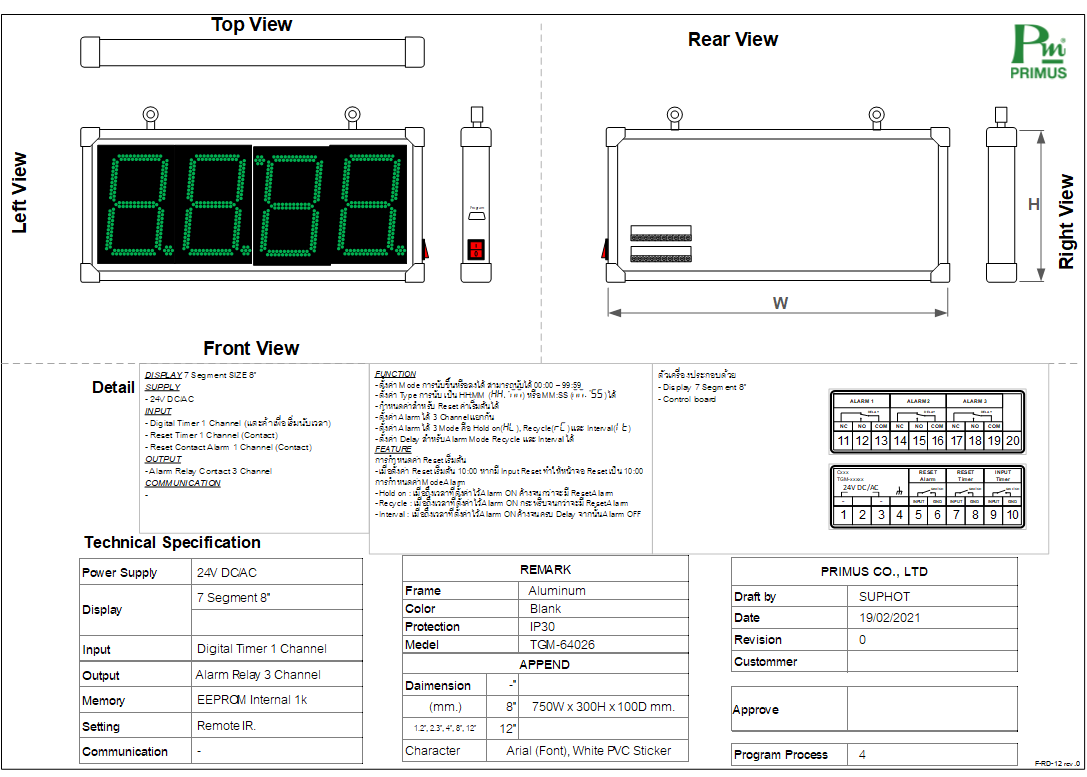 Top View
Rear View
Pm
PRIMUS
Left View
Program
H
Right View
W
Front View
Detail
DISPLAY 7 Segment SIZE 8"
SUPPLY
- 24V DC/AC
INPUT
- Digital Timer 1 Channel (และค้าเพื่อเริ่มนับเวลา)
- Reset Timer 1 Channel (Contact)
- Reset Contact Alarm 1 Channel (Contact)
OUTPUT
- Alarm Relay Contact 3 Channel
COMMUNICATION
-
FUNCTION
- ตั้งค่า Mode การนับขึ้นหรือลงได้ สามารถนับได้ 00:00 – 99:59
- ตั้งค่า Type การนับเป็น HH:MM หรือ MM:SS ได้
- กำหนดค่าสำหรับ Reset ค่าเริ่มต้นได้
- ตั้งค่า Alarm ได้ 3 Channel แยกกัน
- ตั้งค่า Alarm ได้ 3 Mode คือ Hold on(HL), Recycle(rC) และ Interval(It)
- ตั้งค่า Delay สำหรับ Alarm Mode Recycle และ Interval ได้
FEATURE
การกำหนดค่า Reset เริ่มต้น
-เมื่อตั้งค่า Reset เริ่มต้น 10:00 หากมี Input Reset ทำให้หน้าจอ Reset เป็น 10:00
การกำหนดค่า Mode Alarm
- Hold on : เมื่อถึงเวลาที่ตั้งค่าไว้ Alarm ON ค้างจนกว่าจะมี Reset Alarm
- Recycle : เมื่อถึงเวลาที่ตั้งค่าไว้ Alarm ON กระพริบจนกว่าจะมี Reset Alarm
- Interval : เมื่อถึงเวลาที่ตั้งค่าไว้ Alarm ON ค้างจนครบ Delay จากนั้น Alarm OFF
ตัวเครื่องประกอบด้วย
- Display 7 Segment 8"
- Control board
ALARM 1 ALARM 2 ALARM 3
RELAY RELAY RELAY
NC NO COM NC NO COM NC NO COM
11 12 13 14 15 16 17 18 19 20
Cxxx
TGM-xxxxx
24V DC/AC
RESET Alarm
RESET Timer
INPUT Timer
INPUT GND INPUT GND INPUT GND
1 2 3 4 5 6 7 8 9 10
Technical Specification
Power Supply 24V DC/AC
Display 7 Segment 8"
Input Digital Timer 1 Channel
Output Alarm Relay 3 Channel
Memory EEPROM Internal 1k
Setting Remote IR.
Communication -
REMARK
Frame Aluminum
Color Blank
Protection IP30
Medel TGM-64026
APPEND
Daimension -"
(mm.) 8" 750W x 300H x 100D mm.
1.2", 2.3", 4", 8", 12" 12"
Character Arial (Font), White PVC Sticker
PRIMUS CO., LTD
Draft by SUPHOT
Date 19/02/2021
Revision 0
Custommer
Approve
Program Process 4
F-RD-12 rev.0